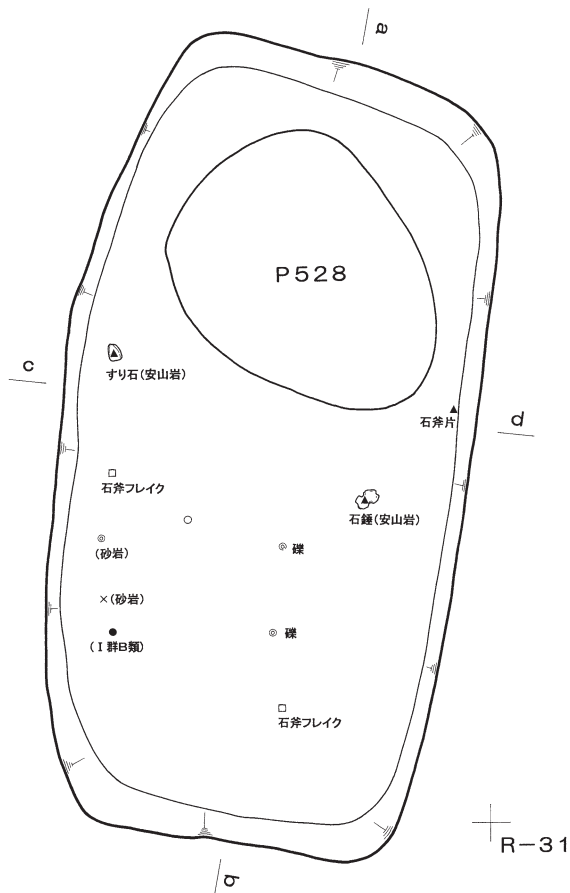 a
P528
すり石(安山岩)
c
石斧片
d
石斧フレイク
石錘(安山岩)
(砂岩)
礫
×(砂岩)
(Ⅰ群B類)
礫
石斧フレイク
R-31
b